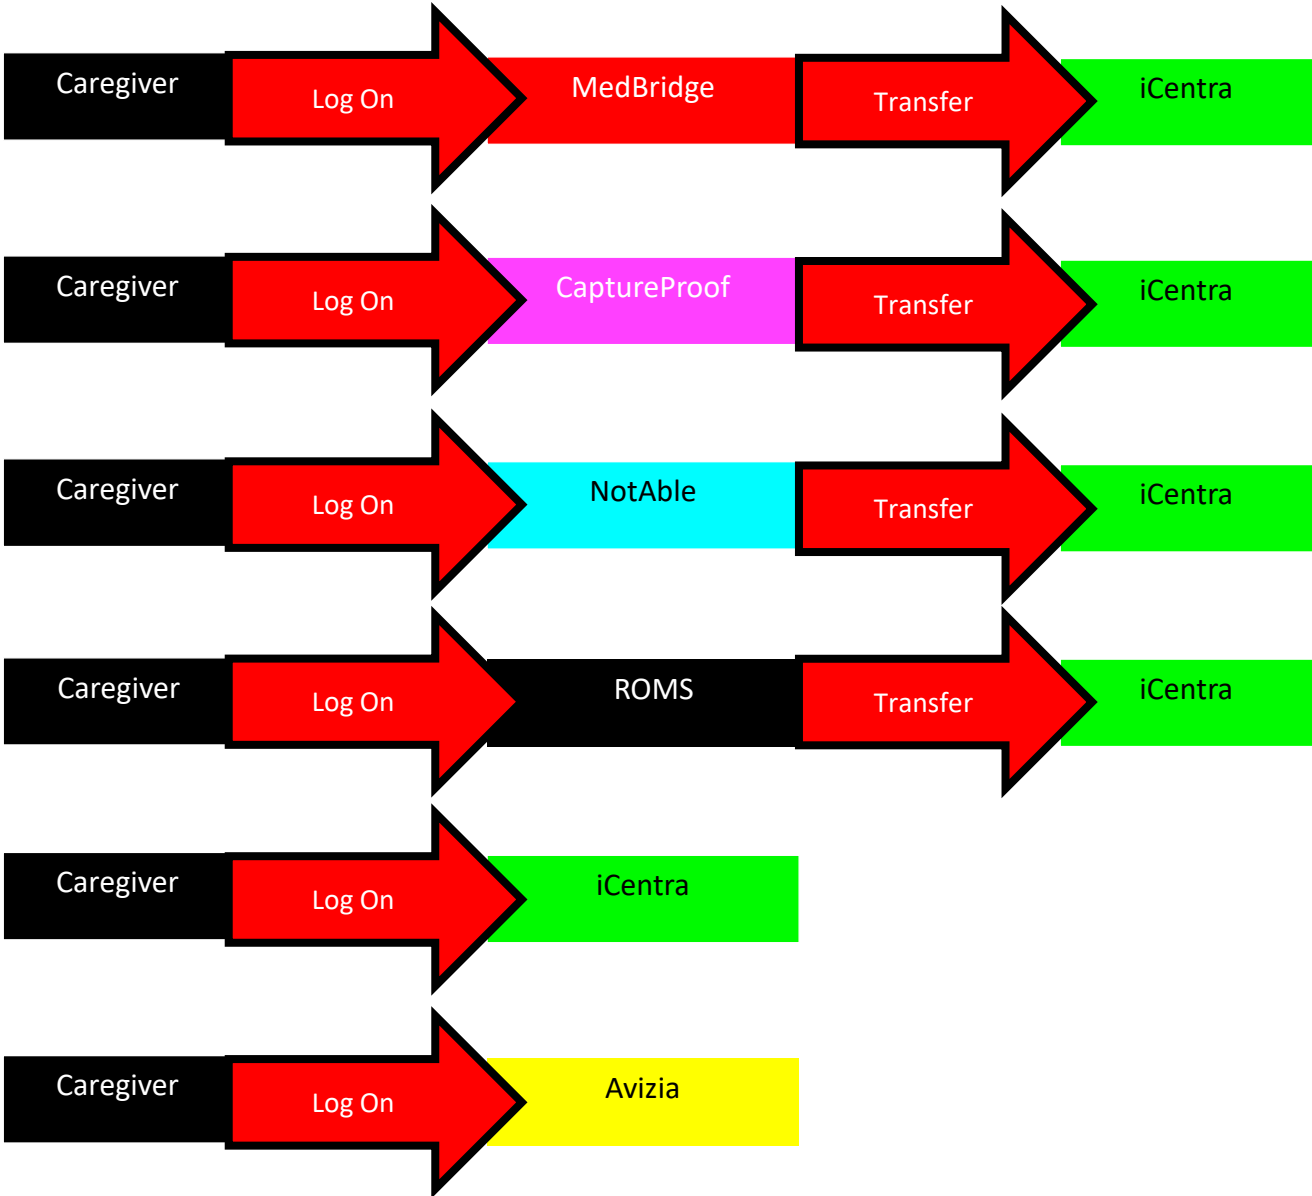 Caregiver Log On MedBridge Transfer iCentra
Caregiver Log On CaptureProof Transfer iCentra
Caregiver Log On NotAble Transfer iCentra
Caregiver Log On ROMS Transfer iCentra
Caregiver Log On iCentra
Caregiver Log On Avizia